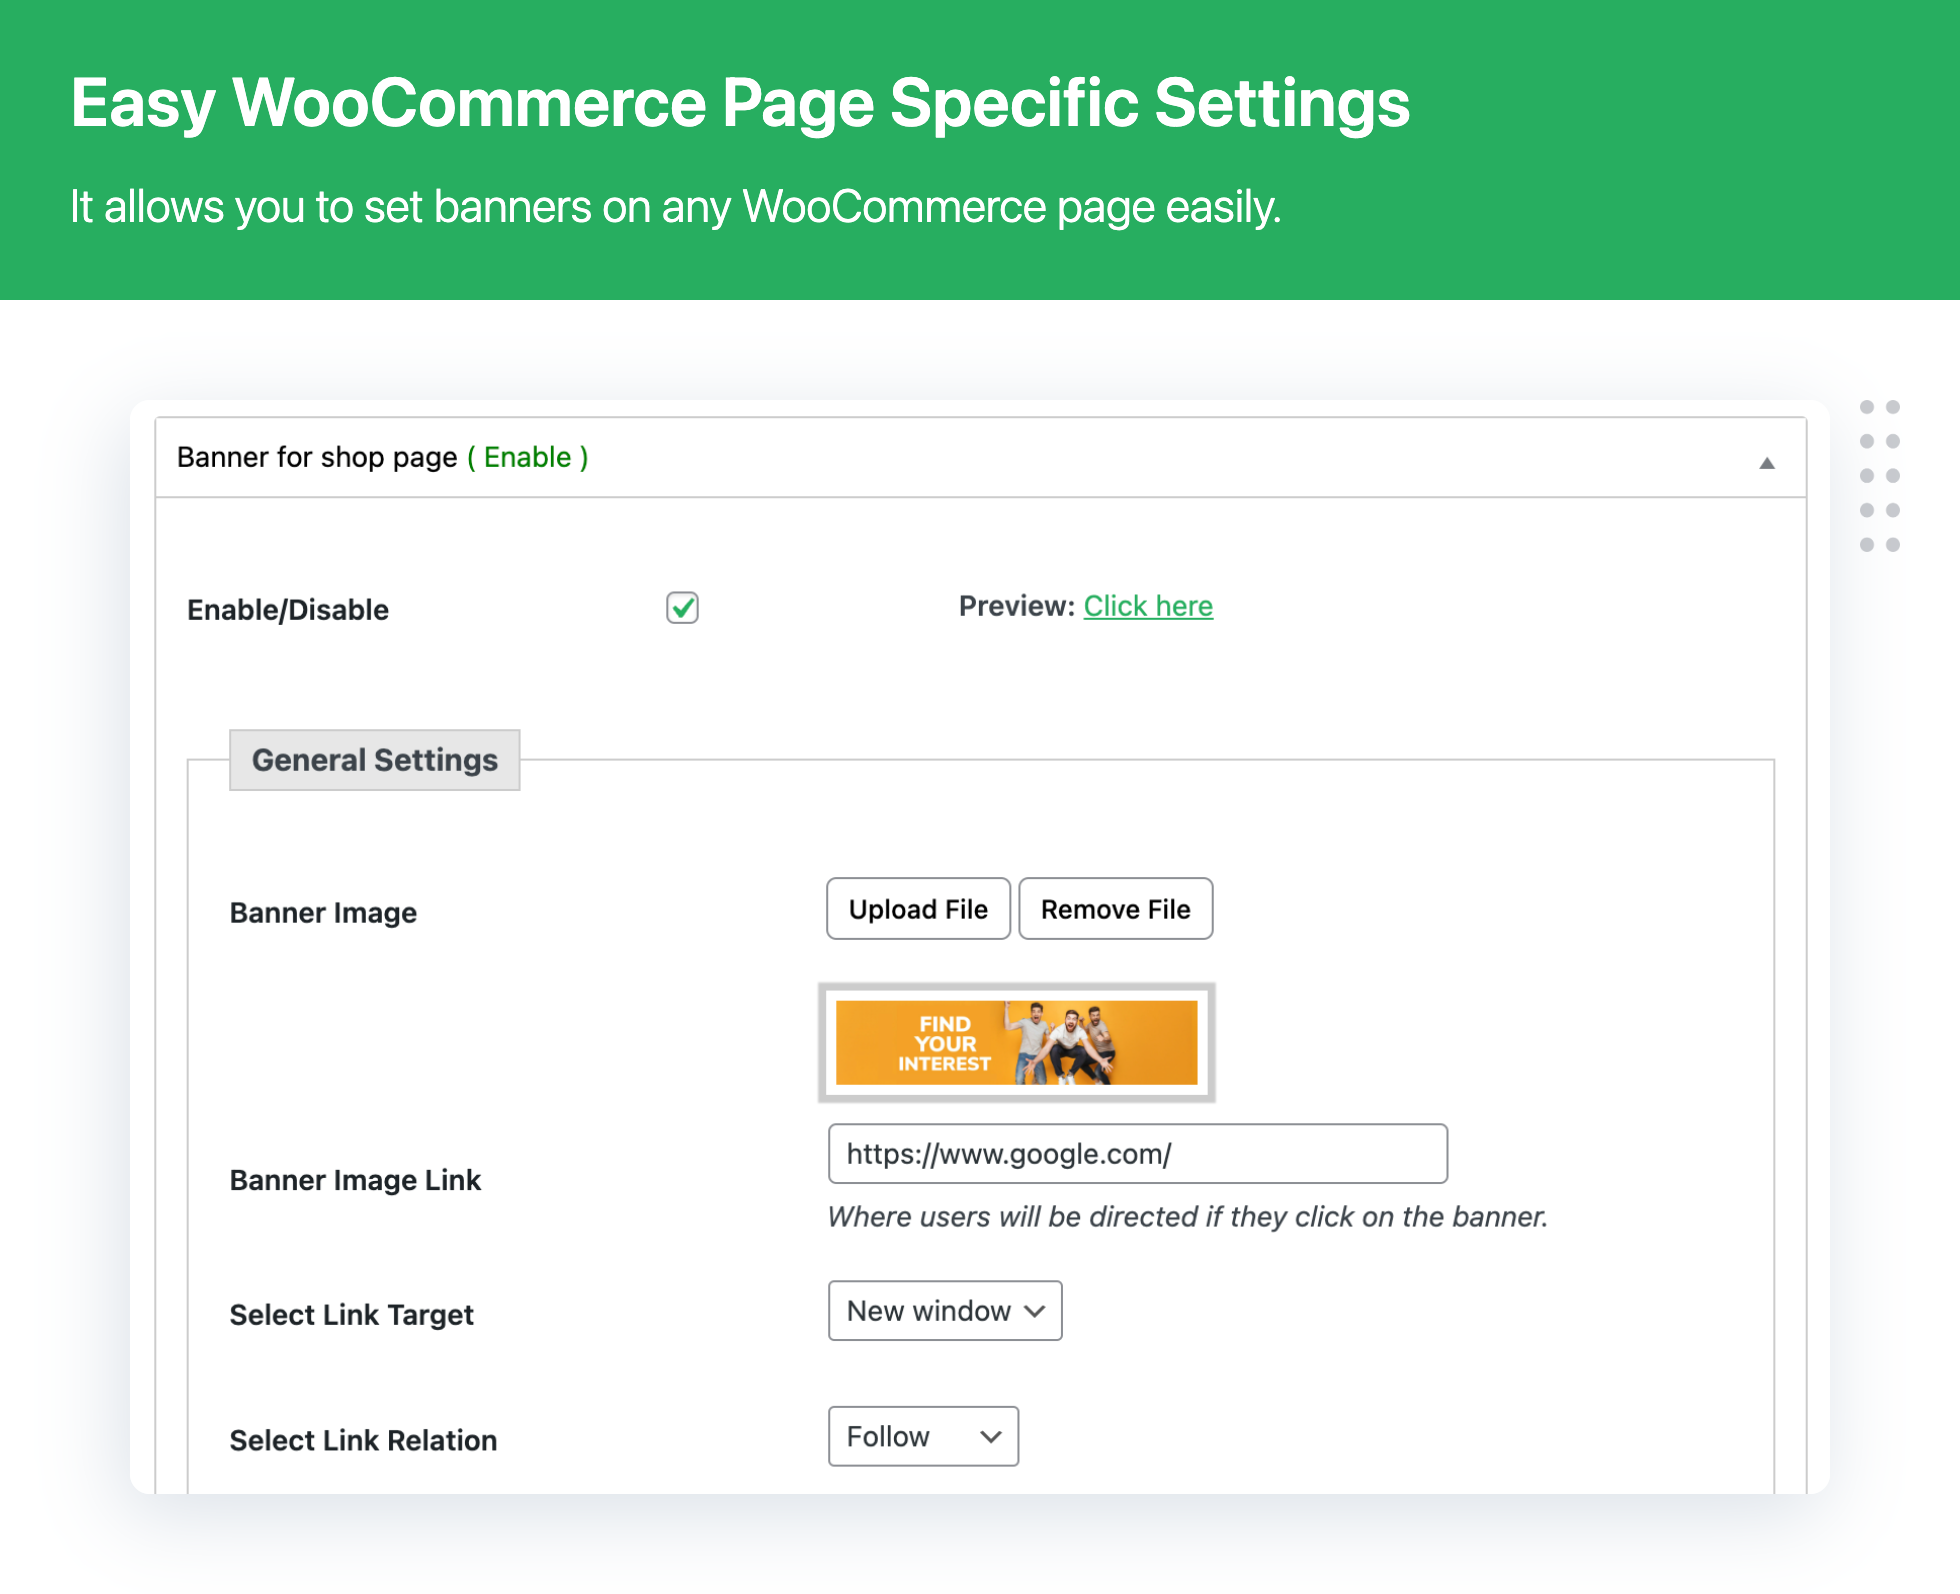 Easy WooCommerce Page Specific Settings
It allows you to set banners on any WooCommerce page easily.
Banner for shop page ( Enable )
Enable/Disable
Preview: Click here
General Settings
Banner Image
Upload File
Remove File
FIND
YOUR
INTEREST
Banner Image Link
https://www.google.com/
Where users will be directed if they click on the banner.
Select Link Target
New window
Select Link Relation
Follow